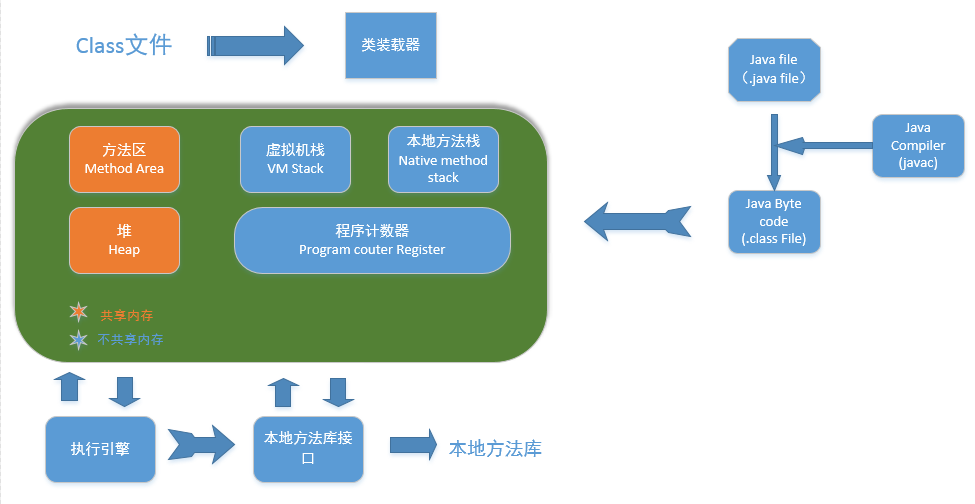 Class文件
类装载器
Java file
（.java file）
Java
Compiler
(javac)
Java Byte
code
(.class File)
方法区
Method Area
虚拟机栈
VM Stack
本地方法栈
Native method
stack
堆
Heap
程序计数器
Program couter Register
共享内存
不共享内存
执行引擎
本地方法库接
口
本地方法库